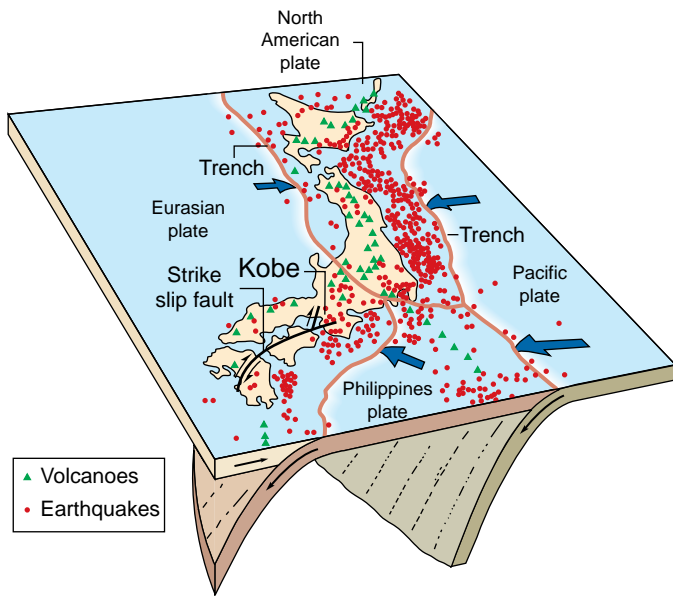 North
American
plate
Trench
Eurasian
plate
Trench
Strike
slip fault
Kobe
Pacific
plate
Philippines
plate
Volcanoes
Earthquakes